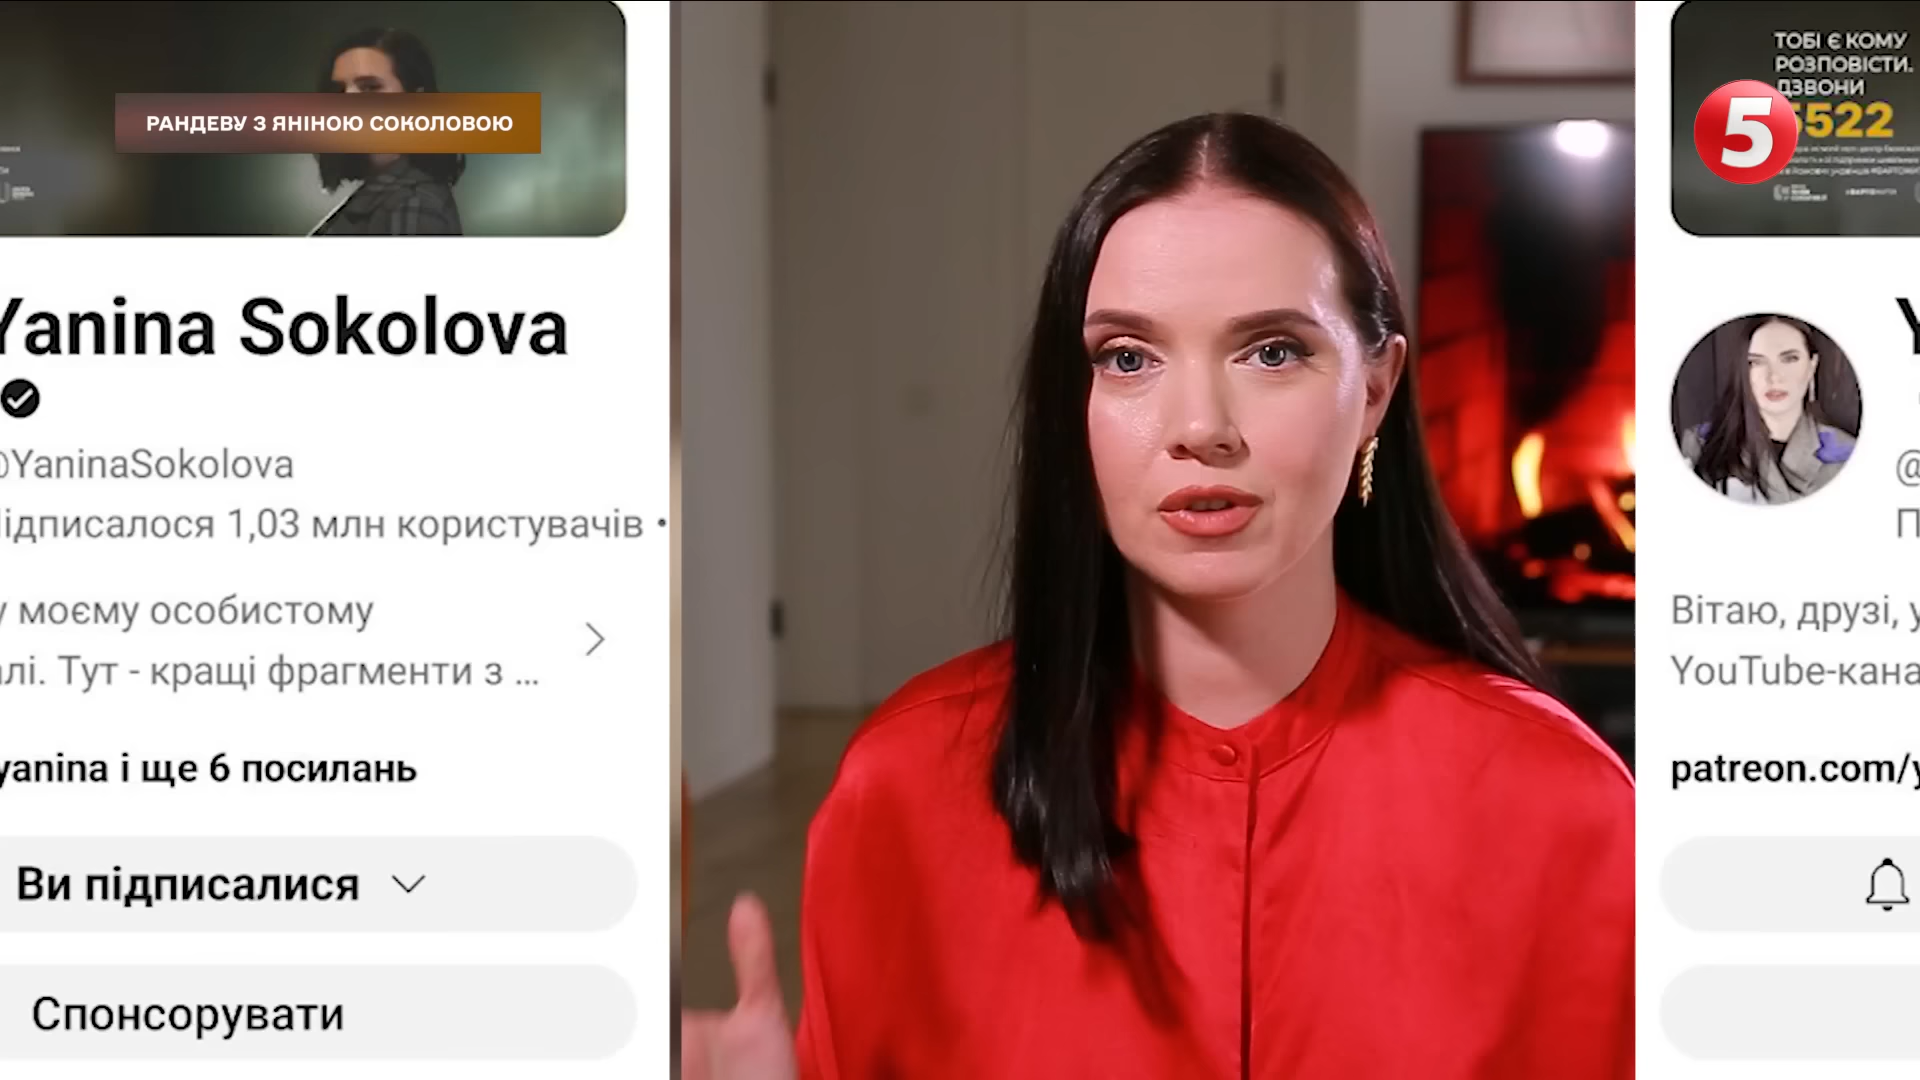 РАНДЕВУ З ЯНІНОЮ СОКОЛОВОЮ
Yanina Sokolova
@YaninaSokolova
ідписалося 1,03 млн користувачів •
у моєму особистому
алі. Тут - кращі фрагменти з ...
yanina і ще 6 посилань
Ви підписалися
Спонсорувати
ТОБІ Є КОМУ
РОЗПОВІСТИ.
ДЗВОНИ
5522
5
Y
@
П
Вітаю, друзі, у
YouTube-кана
patreon.com/y